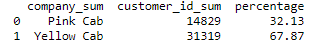 company_sum customer_id_sum percentage
0 Pink Cab 14829 32.13
1 Yellow Cab 31319 67.87